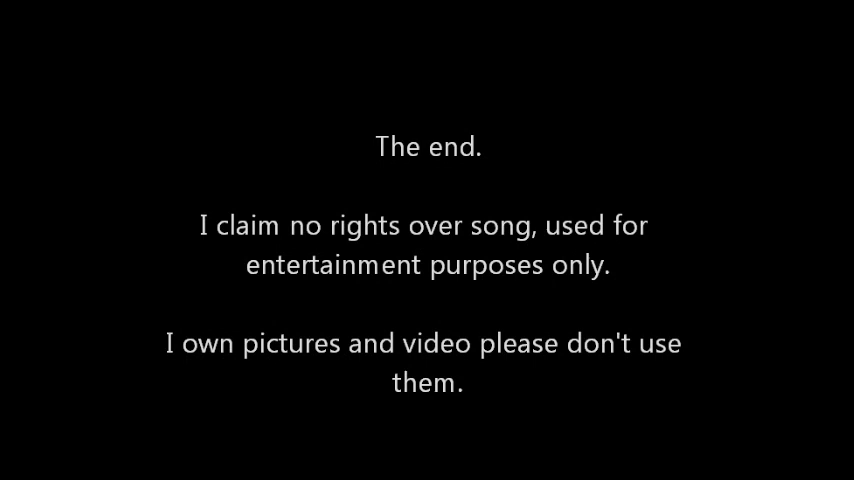 The end.
I claim no rights over song, used for
entertainment purposes only.
I own pictures and video please don't use
them.